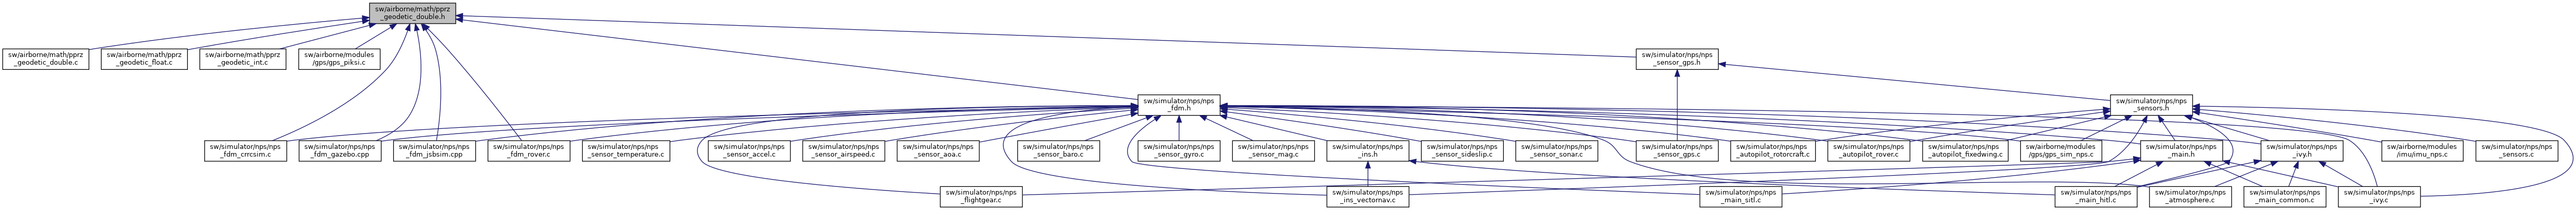 sw/airborne/math/pprz
_geodetic_double.h
sw/airborne/math/pprz
_geodetic_double.c
sw/airborne/math/pprz
_geodetic_float.c
sw/airborne/math/pprz
_geodetic_int.c
sw/airborne/modules
/gps/gps_piksi.c
sw/simulator/nps/nps
_sensor_gps.h
sw/simulator/nps/nps
_fdm.h
sw/simulator/nps/nps
_sensors.h
sw/simulator/nps/nps
_fdm_crrcsim.c
sw/simulator/nps/nps
_fdm_gazebo.cpp
sw/simulator/nps/nps
_fdm_jsbsim.cpp
sw/simulator/nps/nps
_fdm_rover.c
sw/simulator/nps/nps
_sensor_temperature.c
sw/simulator/nps/nps
_sensor_accel.c
sw/simulator/nps/nps
_sensor_airspeed.c
sw/simulator/nps/nps
_sensor_aoa.c
sw/simulator/nps/nps
_sensor_baro.c
sw/simulator/nps/nps
_sensor_gyro.c
sw/simulator/nps/nps
_sensor_mag.c
sw/simulator/nps/nps
_ins.h
sw/simulator/nps/nps
_sensor_sideslip.c
sw/simulator/nps/nps
_sensor_sonar.c
sw/simulator/nps/nps
_sensor_gps.c
sw/simulator/nps/nps
_autopilot_rotorcraft.c
sw/simulator/nps/nps
_autopilot_rover.c
sw/simulator/nps/nps
_autopilot_fixedwing.c
sw/airborne/modules
/gps/gps_sim_nps.c
sw/simulator/nps/nps
_main.h
sw/simulator/nps/nps
_ivy.h
sw/airborne/modules
/imu/imu_nps.c
sw/simulator/nps/nps
_sensors.c
sw/simulator/nps/nps
_flightgear.c
sw/simulator/nps/nps
_ins_vectornav.c
sw/simulator/nps/nps
_main_sitl.c
sw/simulator/nps/nps
_main_hitl.c
sw/simulator/nps/nps
_atmosphere.c
sw/simulator/nps/nps
_main_common.c
sw/simulator/nps/nps
_ivy.c